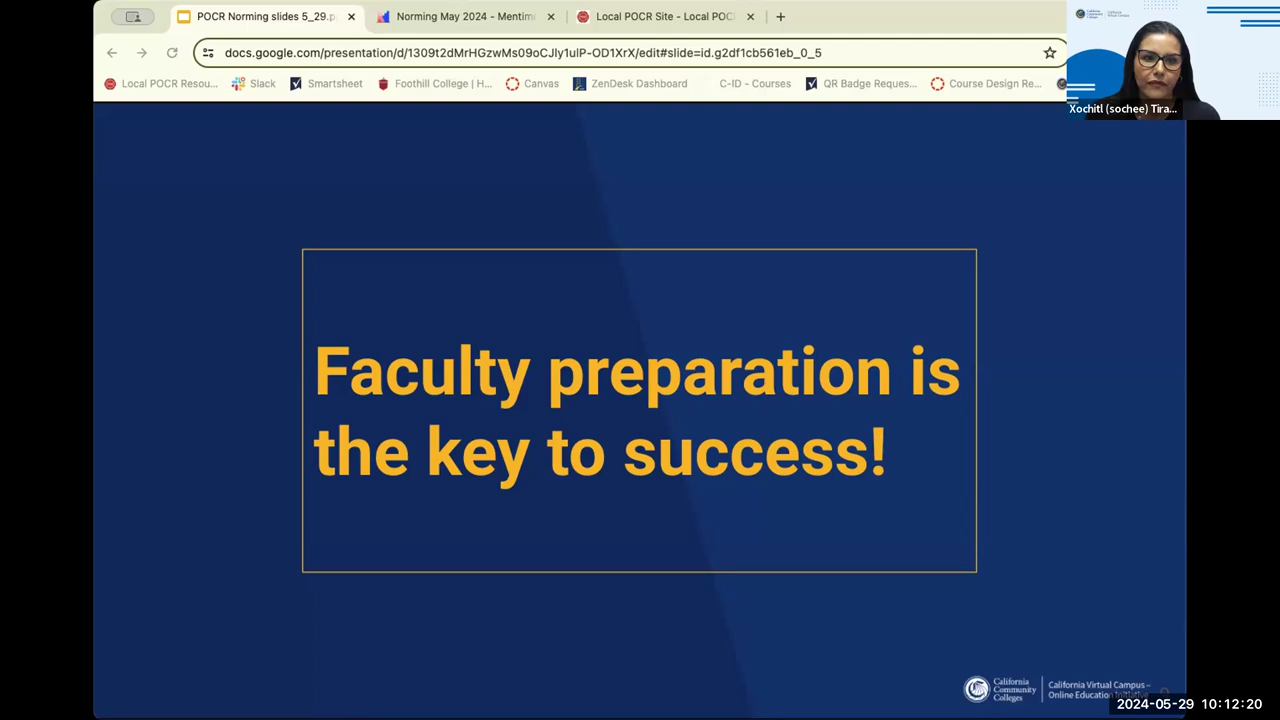 POCR Norming slides 5_29.p
Norming May 2024 - Mentim
Local POCR Site - Local POC
docs.google.com/presentation/d/1309t2dMrHGzwMs09oCJly1ulP-OD1XrX/edit#slide=id.g2df1cb561eb_0_5
Local POCR Resou... Slack Smartsheet Foothill College | H... Canvas ZenDesk Dashboard C-ID - Courses QR Badge Reques... Course Design Re...
Xochitl (sochee) Tira...
Faculty preparation is
the key to success!
California
Community
Colleges
California Virtual Campus –
Online Education Initiative
2024-05-29 10:12:20